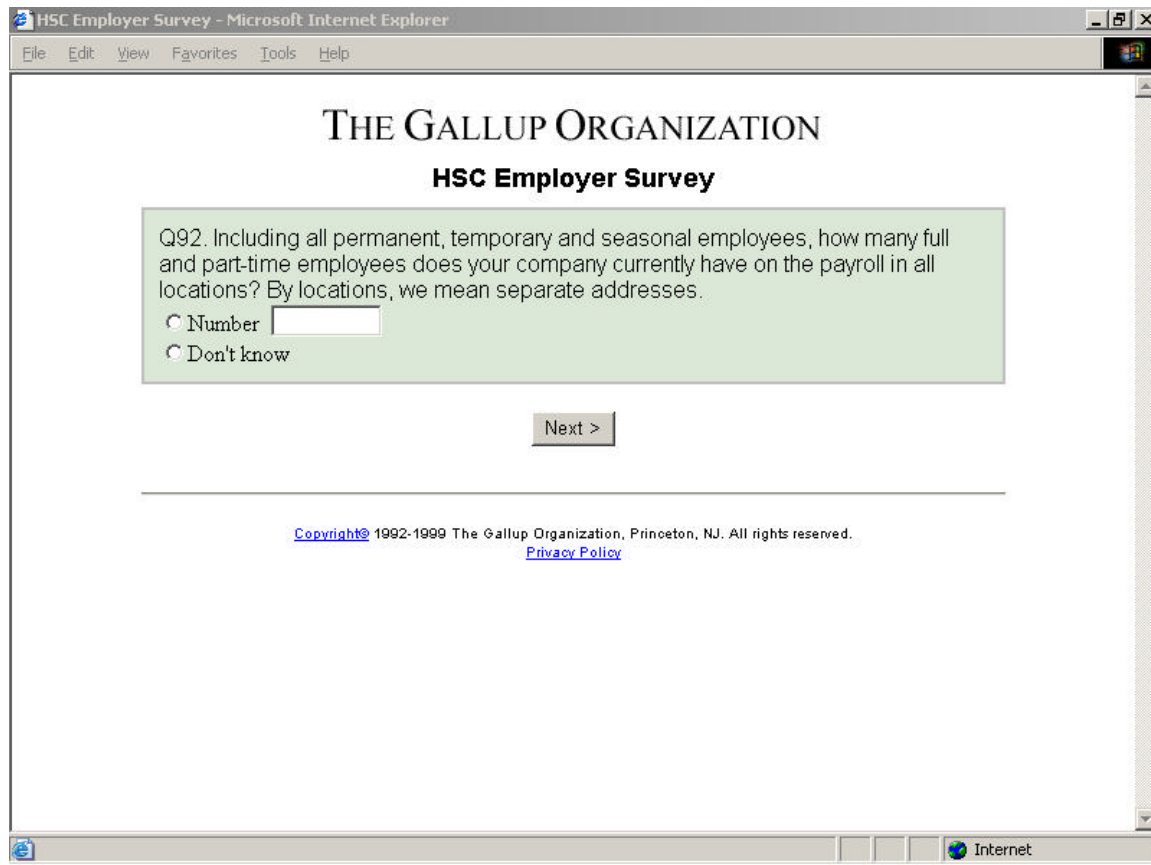 HSC Employer Survey - Microsoft Internet Explorer
File Edit View Favorites Tools Help
THE GALLUP ORGANIZATION
HSC Employer Survey
Q92. Including all permanent, temporary and seasonal employees, how many full
and part-time employees does your company currently have on the payroll in all
locations? By locations, we mean separate addresses.
Number
Don't know
Next >
Copyright© 1992-1999 The Gallup Organization, Princeton, NJ. All rights reserved.
Privacy Policy
Internet